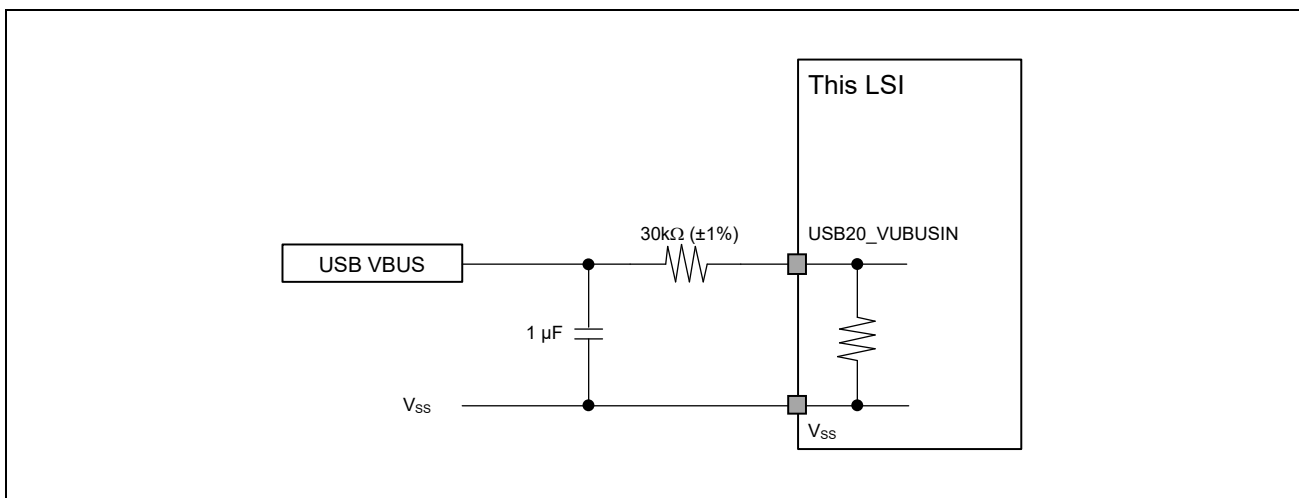 This LSI
30kΩ (±1%)
USB20_VUBUSIN
USB VBUS
1 µF
VSS
VSS